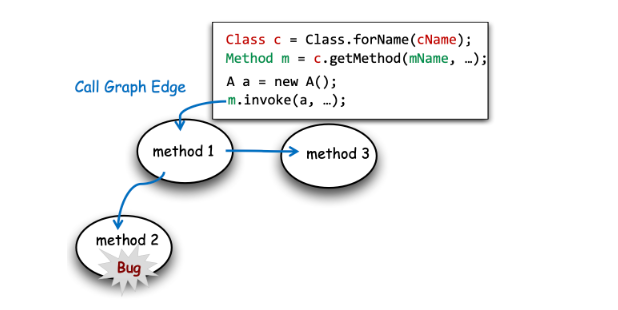 Class c = Class.forName(cName);
Method m = c.getMethod(mName, …);
A a = new A();
m.invoke(a, …);
Call Graph Edge
method 1
method 3
method 2
Bug